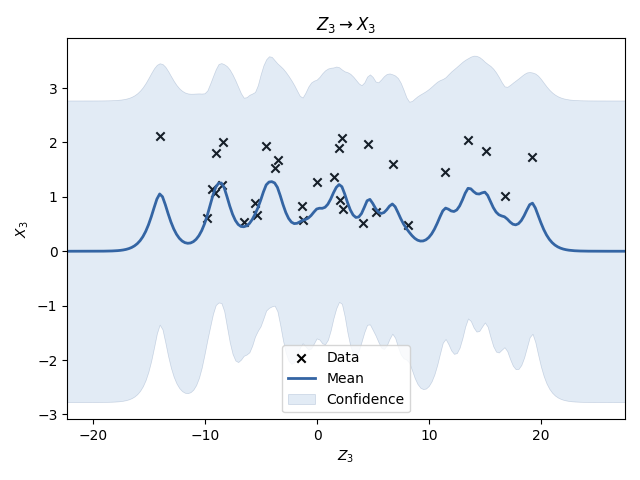 Z₃ → X₃
X₃
3
2
1
0
−1
−2
−3
−20 −10 0 10 20
Z₃
Data
Mean
Confidence